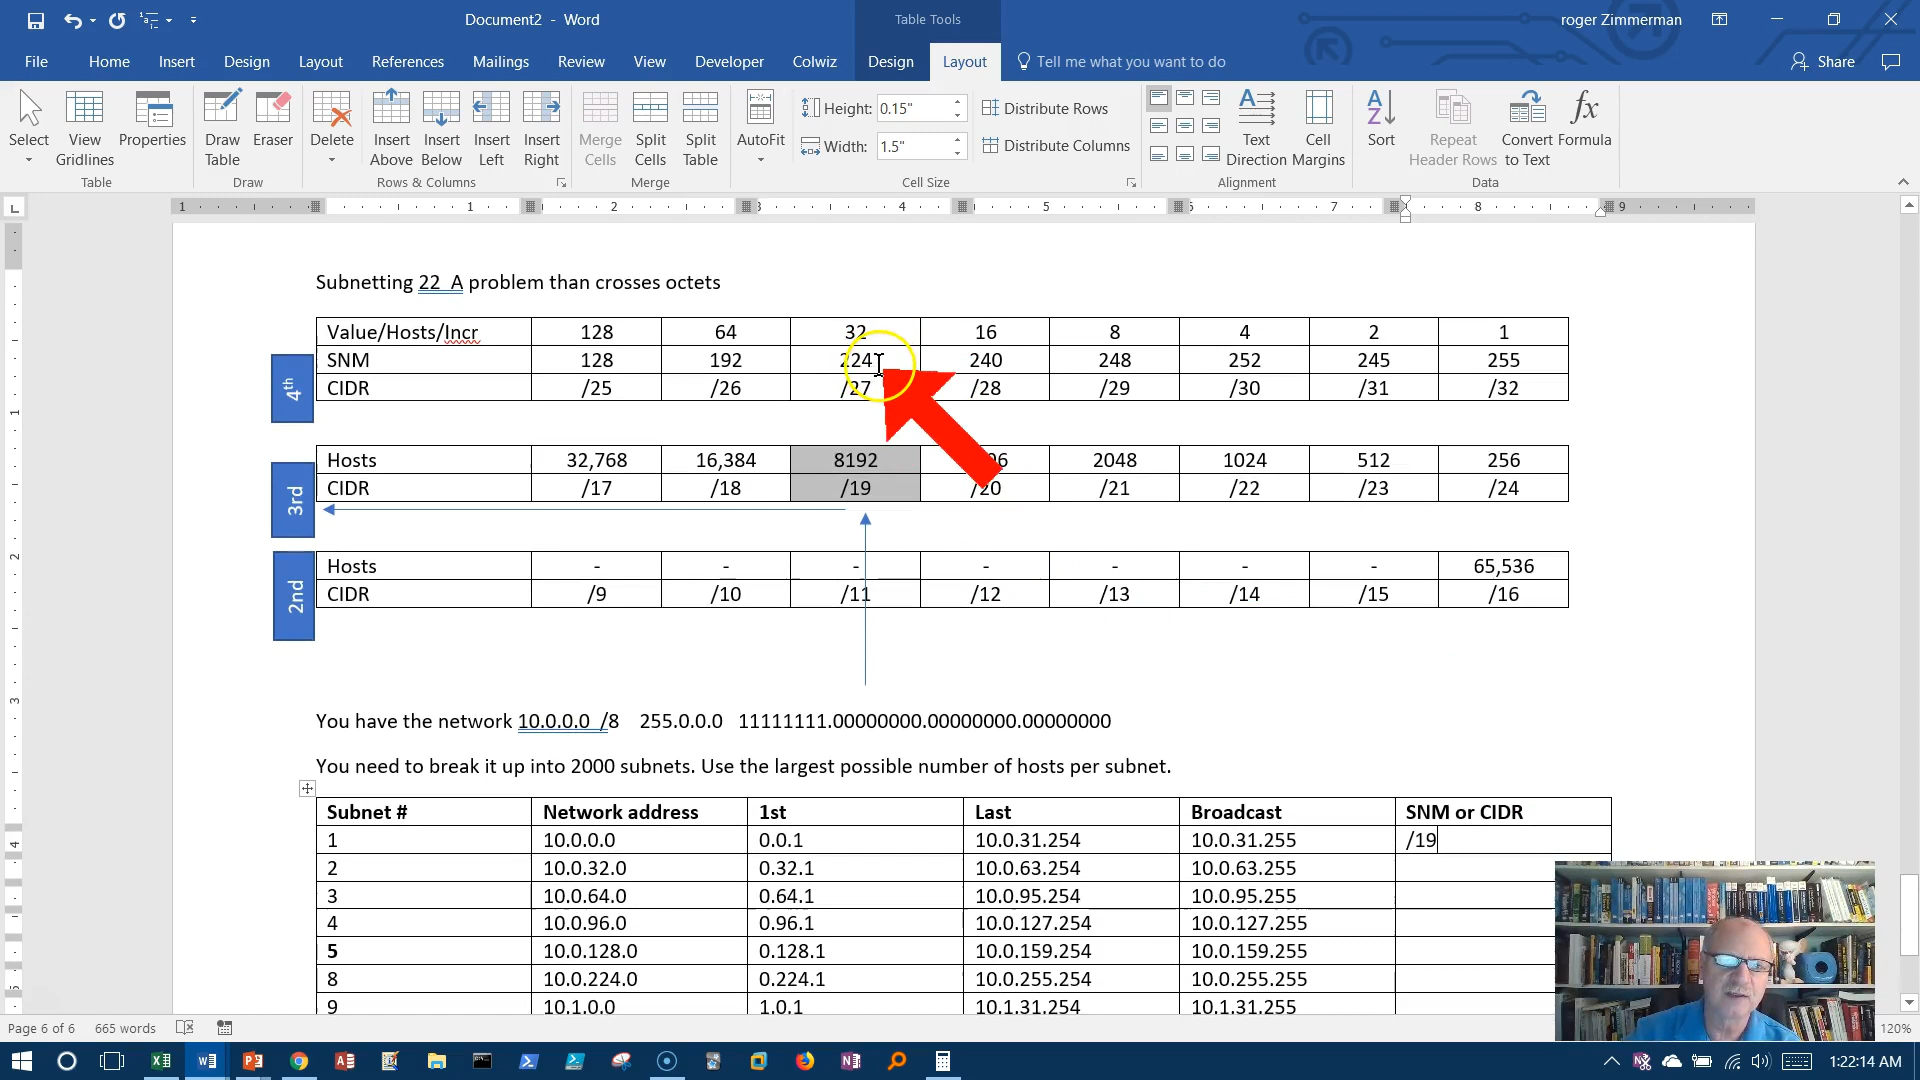 Document2 - Word
Table Tools
roger Zimmerman
File Home Insert Design Layout References Mailings Review View Developer Colwiz Design Layout Tell me what you want to do Share
Select
View Gridlines
Properties
Table
Draw Table
Eraser
Draw
Delete
Insert Above
Insert Below
Insert Left
Insert Right
Rows & Columns
Merge Cells
Split Cells
Split Table
Merge
AutoFit
Height: 0.15"
Width: 1.5"
Distribute Rows
Distribute Columns
Cell Size
Text Direction
Cell Margins
Alignment
Sort
Repeat Header Rows
Convert to Text
Formula
Data
1 1 2 3 4 6 7 8 9
Subnetting 22 A problem than crosses octets
4th
Value/Hosts/Incr 128 64 32 16 8 4 2 1
SNM 128 192 224 240 248 252 245 255
CIDR /25 /26 /27 /28 /29 /30 /31 /32
3rd
Hosts 32,768 16,384 8192 2048 1024 512 256
CIDR /17 /18 /19 /20 /21 /22 /23 /24
2nd
Hosts - - - - - - - 65,536
CIDR /9 /10 /11 /12 /13 /14 /15 /16
You have the network 10.0.0.0 /8 255.0.0.0 11111111.00000000.00000000.00000000
You need to break it up into 2000 subnets. Use the largest possible number of hosts per subnet.
Subnet # Network address 1st Last Broadcast SNM or CIDR
1 10.0.0.0 0.0.1 10.0.31.254 10.0.31.255 /19
2 10.0.32.0 0.32.1 10.0.63.254 10.0.63.255
3 10.0.64.0 0.64.1 10.0.95.254 10.0.95.255
4 10.0.96.0 0.96.1 10.0.127.254 10.0.127.255
5 10.0.128.0 0.128.1 10.0.159.254 10.0.159.255
8 10.0.224.0 0.224.1 10.0.255.254 10.0.255.255
9 10.1.0.0 1.0.1 10.1.31.254 10.1.31.255
Page 6 of 6 665 words 120%
1:22:14 AM